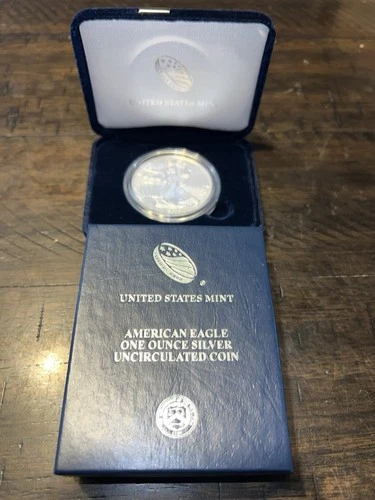 UNITED STATES MINT
UNITED STATES MINT
AMERICAN EAGLE
ONE OUNCE SILVER
UNCIRCULATED COIN